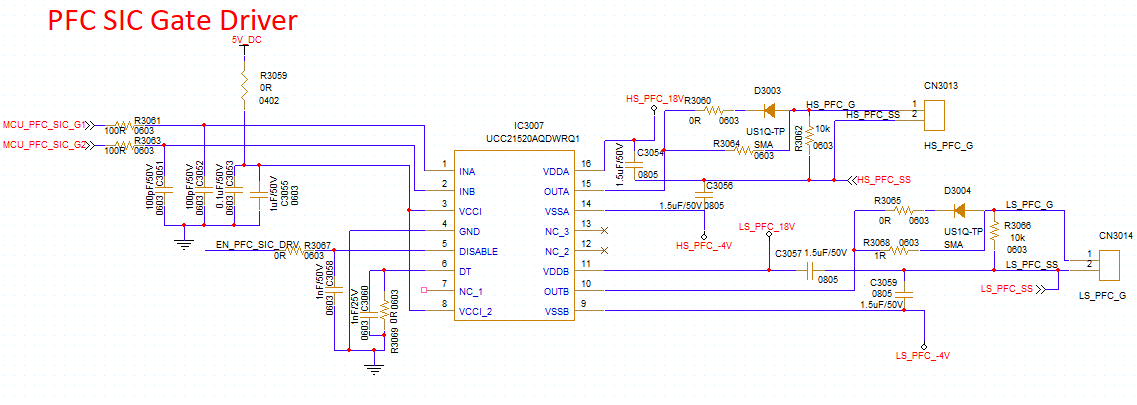 PFC SIC Gate Driver
5V_DC
R3059
0R
0402
MCU_PFC_SIC_G1
R3061
100R
0603
MCU_PFC_SIC_G2
R3063
100R
0603
100pF/50V
C3051
0603
100pF/50V
C3052
0603
0.1uF/50V
C3053
0603
1uF/50V
C3055
0603
EN_PFC_SIC_DRV
R3067
0R
0603
1nF/50V
C3058
0603
1nF/25V
C3060
0603
0R 0603
R3069
IC3007
UCC21520AQDWRQ1
1 INA
2 INB
3 VCCI
4 GND
5 DISABLE
6 DT
7 NC_1
8 VCCI_2
VDDA 16
OUTA 15
VSSA 14
NC_3 13
NC_2 12
VDDB 11
OUTB 10
VSSB 9
HS_PFC_18V
R3060
0R
0603
D3003
US1Q-TP
SMA
R3064
0603
R3062
10k
0603
HS_PFC_G
HS_PFC_SS
CN3013
1
2
HS_PFC_G
1.5uF/50V
C3054
0805
C3056
1.5uF/50V
0805
HS_PFC_SS
HS_PFC_-4V
LS_PFC_18V
C3057
1.5uF/50V
0805
R3065
0R
0603
D3004
US1Q-TP
SMA
R3068
0603
1R
LS_PFC_G
R3066
10k
0603
LS_PFC_SS
CN3014
1
2
LS_PFC_G
C3059
0805
1.5uF/50V
LS_PFC_SS
LS_PFC_-4V